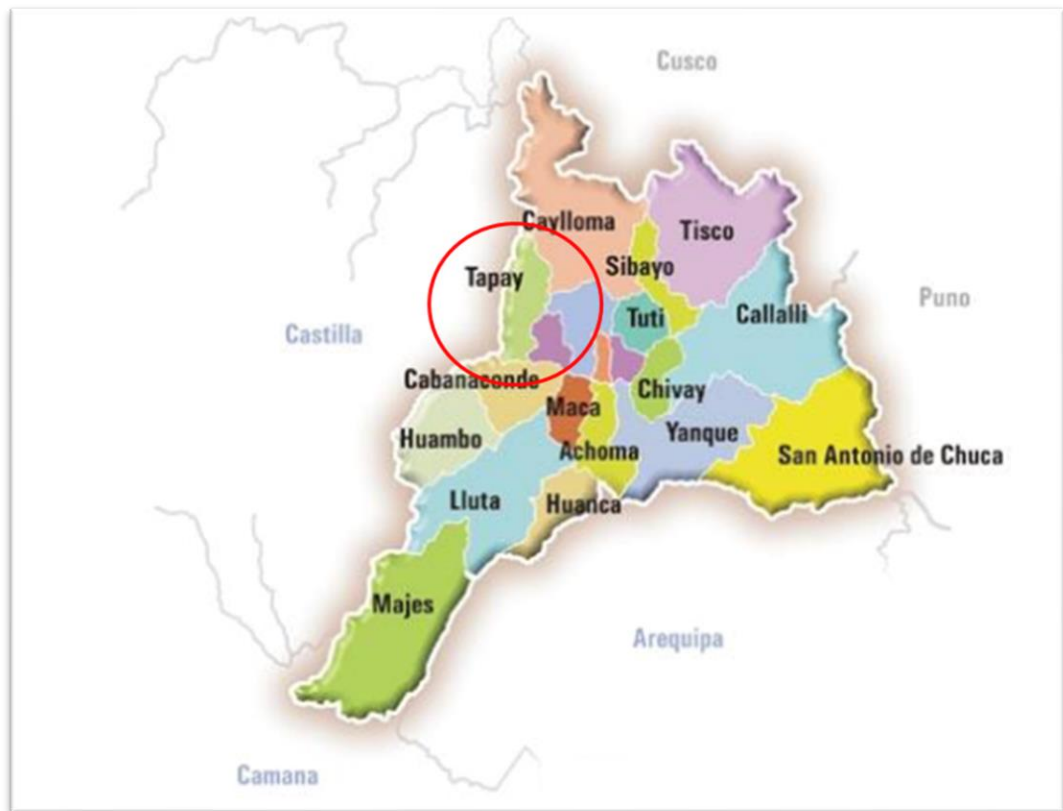 Cusco
Caylloma
Tisco
Tapay
Sibayo
Puno
Callalli
Tuti
Castilla
Cabanaconde
Chivay
Maca
Yanque
Huambo
Achoma
San Antonio de Chuca
Lluta
Huanca
Majes
Arequipa
Camana